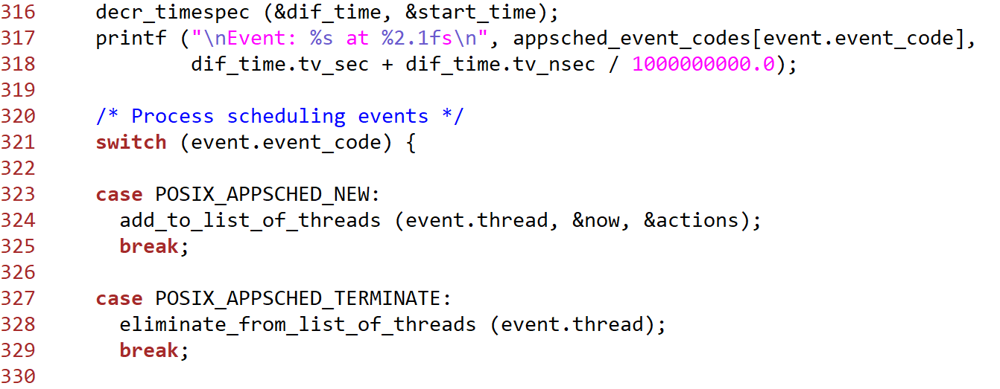 316     decr_timespec (&dif_time, &start_time);
317     printf ("\nEvent: %s at %2.1fs\n", appsched_event_codes[event.event_code],
318             dif_time.tv_sec + dif_time.tv_nsec / 1000000000.0);
319
320     /* Process scheduling events */
321     switch (event.event_code) {
322
323     case POSIX_APPSCHED_NEW:
324       add_to_list_of_threads (event.thread, &now, &actions);
325       break;
326
327     case POSIX_APPSCHED_TERMINATE:
328       eliminate_from_list_of_threads (event.thread);
329       break;
330